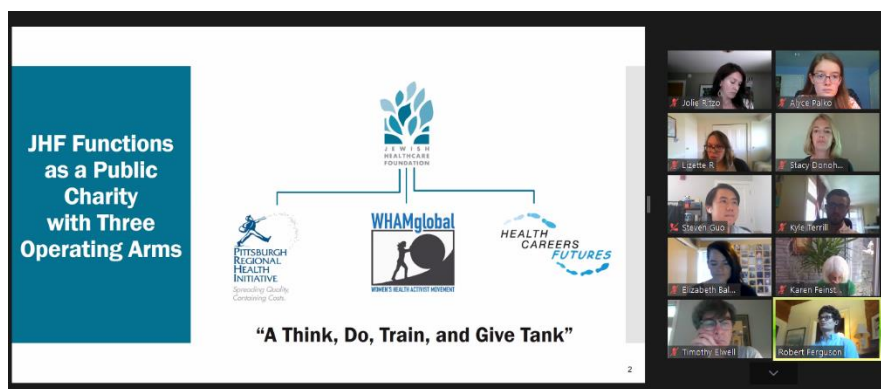 JHF Functions
as a Public
Charity
with Three
Operating Arms
JEWISH
HEALTHCARE
FOUNDATION
PITTSBURGH
REGIONAL
HEALTH
INITIATIVE
Spreading Quality,
Containing Costs.
WHAMglobal
WOMEN'S HEALTH ACTIVIST MOVEMENT
HEALTH
CAREERS
FUTURES
"A Think, Do, Train, and Give Tank"
2
Jolie Ritzo
Alyce Palko
Lizette R
Stacy Donoh...
Steven Guo
Kyle Terrill
Elizabeth Bal...
Karen Feinst...
Timothy Elwell
Robert Ferguson